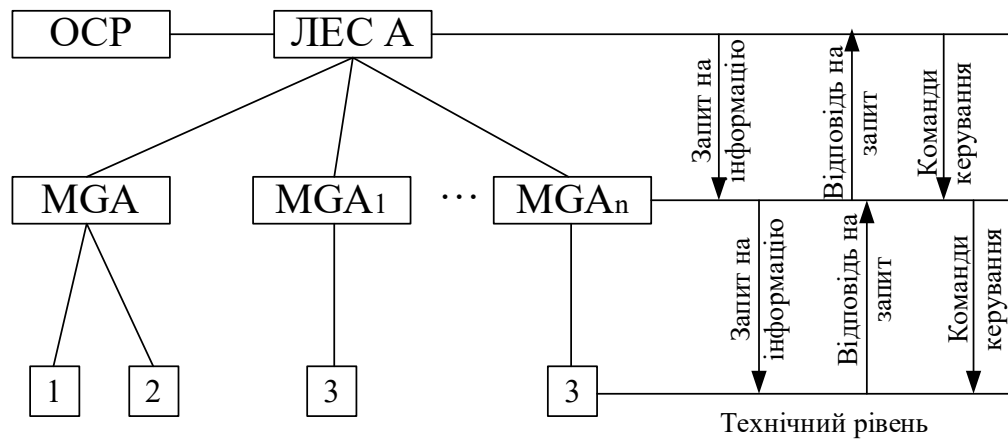 ОСР
ЛЕС А
Запит на
інформацію
Відповідь на
запит
Команди
керування
MGA
MGA1
...
MGAn
Запит на
інформацію
Відповідь на
запит
Команди
керування
1
2
3
3
Технічний рівень